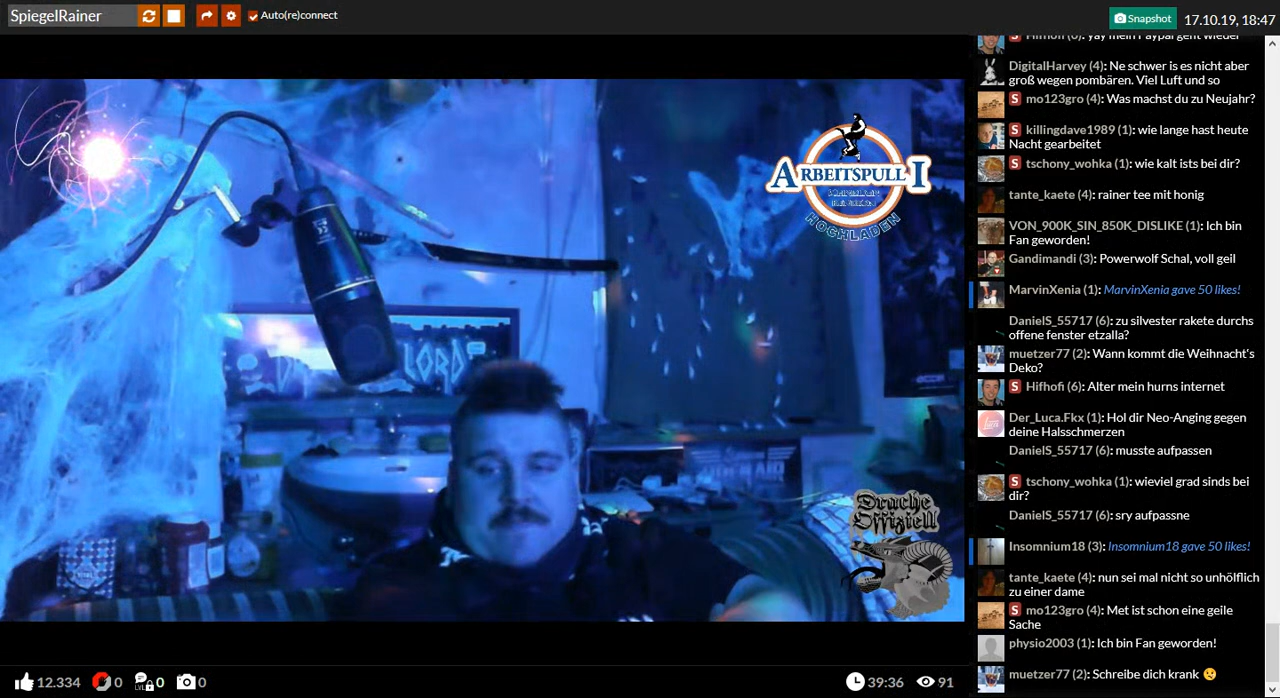 SpiegelRainer
Auto(re)connect
Snapshot
17.10.19, 18:47
ARBEITSPULLI
HOCHLADEN
LORDI
Drache
Offiziell
DigitalHarvey (4): Ne schwer is es nicht aber
groß wegen pombären. Viel Luft und so
S mo123gro (4): Was machst du zu Neujahr?
S killingdave1989 (1): wie lange hast heute
Nacht gearbeitet
S tschony_wohka (1): wie kalt ists bei dir?
tante_kaete (4): rainer tee mit honig
VON_900K_SIN_850K_DISLIKE (1): Ich bin
Fan geworden!
Gandimandi (3): Powerwolf Schal, voll geil
MarvinXenia (1): MarvinXenia gave 50 likes!
DanielS_55717 (6): zu silvester rakete durchs
offene fenster etzalla?
muetzer77 (2): Wann kommt die Weihnacht's
Deko?
S Hifhofi (6): Alter mein hurns internet
Der_Luca.Fkx (1): Hol dir Neo-Anging gegen
deine Halsschmerzen
DanielS_55717 (6): musste aufpassen
S tschony_wohka (1): wieviel grad sinds bei
dir?
DanielS_55717 (6): sry aufpassne
Insomnium18 (3): Insomnium18 gave 50 likes!
tante_kaete (4): nun sei mal nicht so unhölflich
zu einer dame
S mo123gro (4): Met ist schon eine geile
Sache
physio2003 (1): Ich bin Fan geworden!
muetzer77 (2): Schreibe dich krank
12.334
0
LVL
0
0
39:36
91